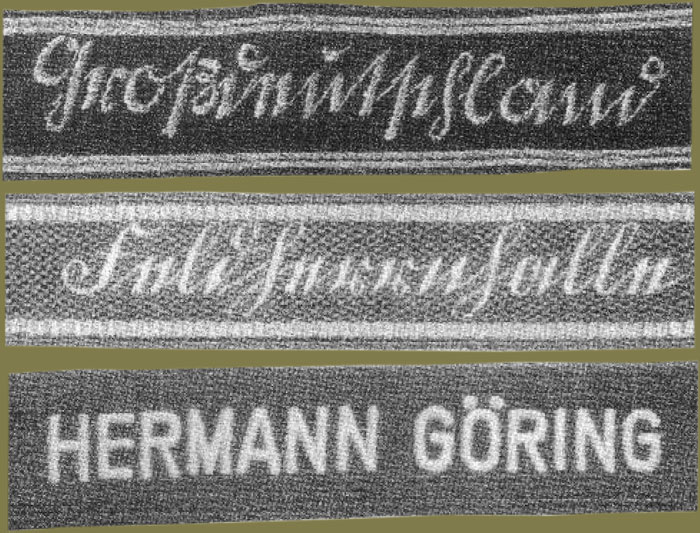 Großdeutschland
Feldherrnhalle
HERMANN GÖRING